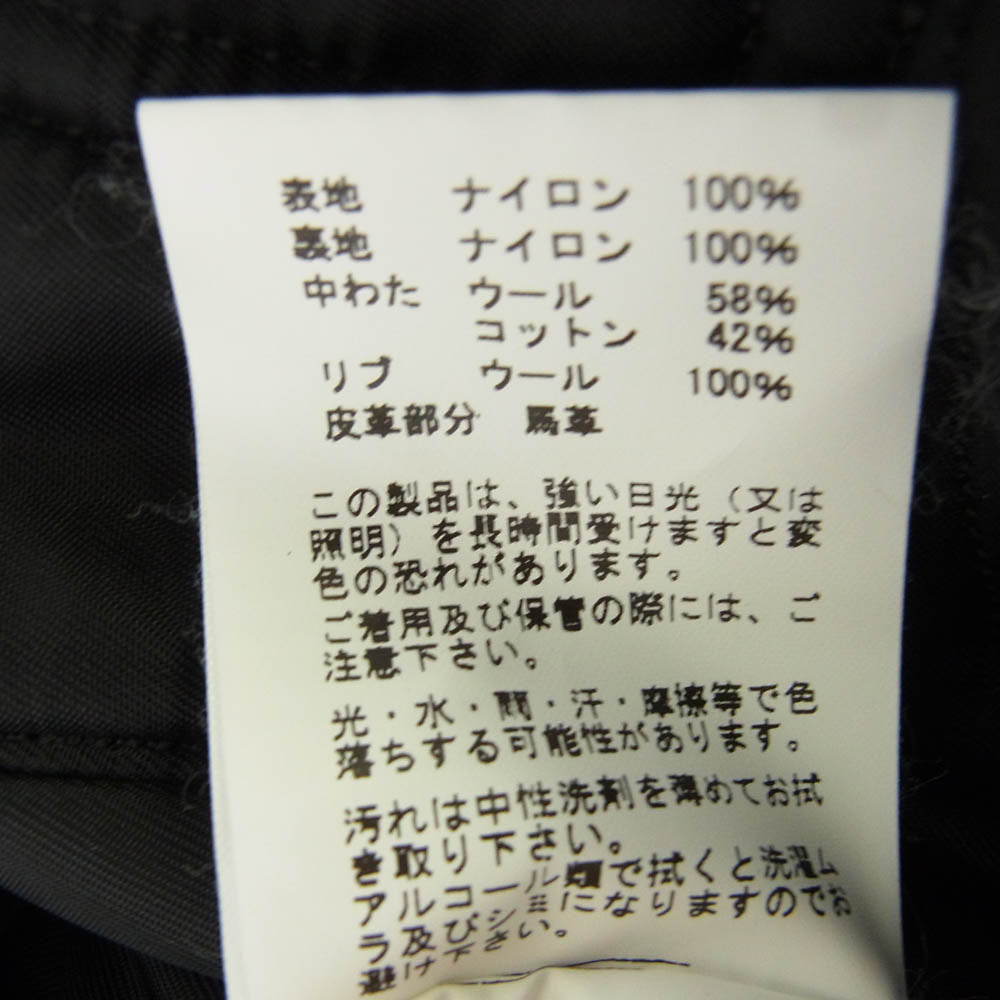 表地 ナイロン 100%
裏地 ナイロン 100%
中わた ウール 58%
コットン 42%
リブ ウール 100%
皮革部分 馬革
この製品は、強い日光（又は
照明）を長時間受けますと変
色の恐れがあります。
ご着用及び保管の際には、ご
注意下さい。
光・水・雨・汗・摩擦等で色
落ちする可能性があります。
汚れは中性洗剤を薄めてお拭
き取り下さい。
アルコール類で拭くと洗濯ム
ラ及びシミになりますのでお
避け下さい。